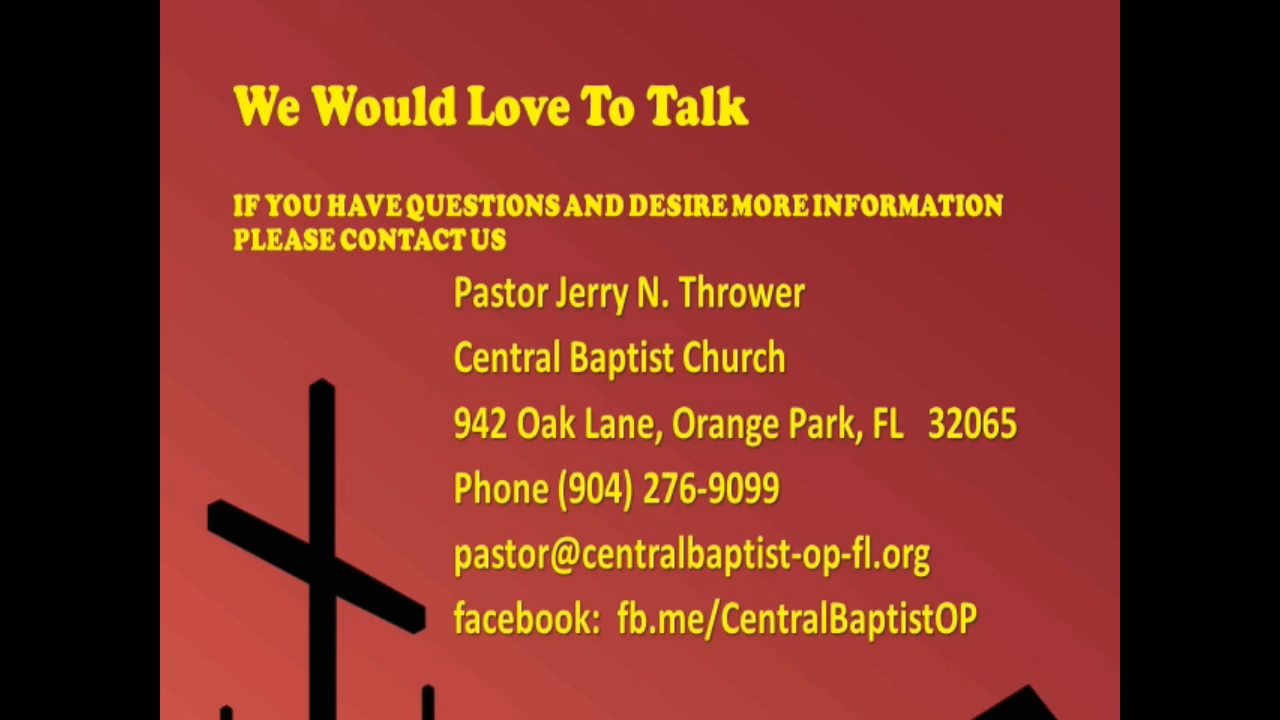 We Would Love To Talk
IF YOU HAVE QUESTIONS AND DESIRE MORE INFORMATION
PLEASE CONTACT US
Pastor Jerry N. Thrower
Central Baptist Church
942 Oak Lane, Orange Park, FL 32065
Phone (904) 276-9099
pastor@centralbaptist-op-fl.org
facebook: fb.me/CentralBaptistOP